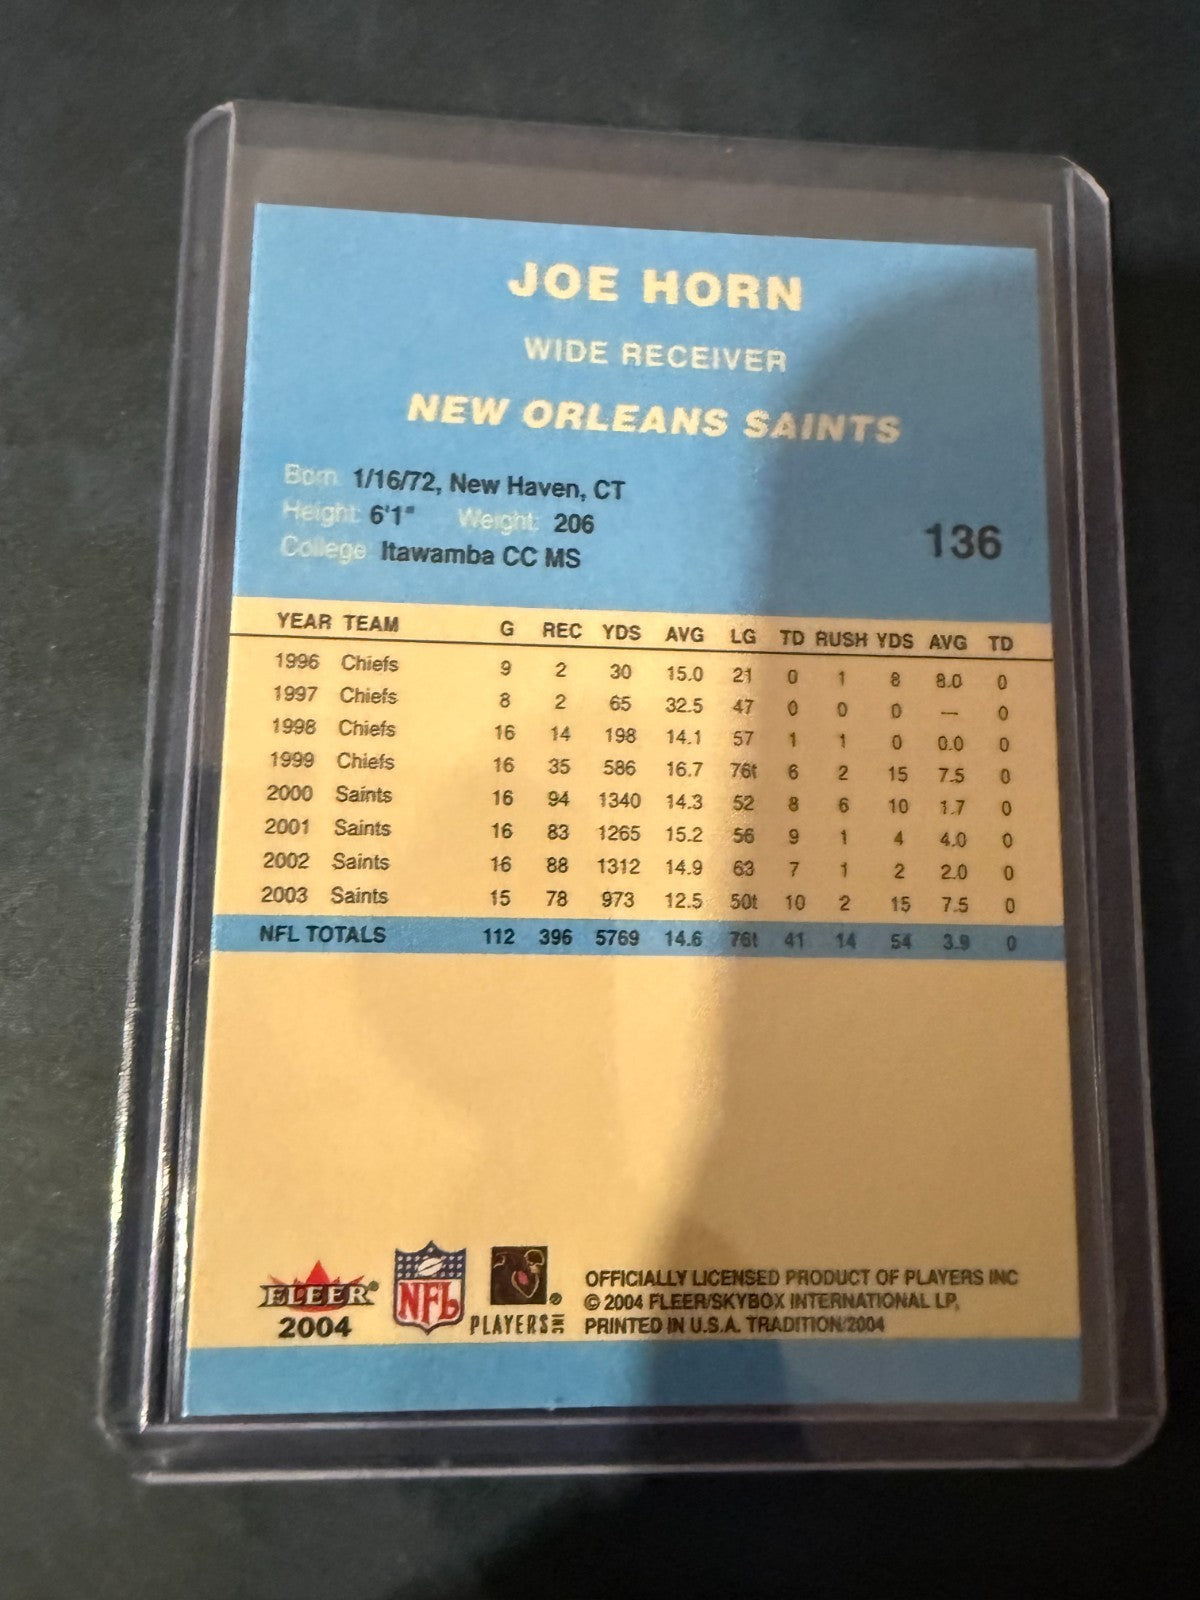 JOE HORN
WIDE RECEIVER
NEW ORLEANS SAINTS
Born: 1/16/72, New Haven, CT
Height: 6'1" Weight: 206
College: Itawamba CC MS
136
YEAR TEAM G REC YDS AVG LG TD RUSH YDS AVG TD
1996 Chiefs 9 2 30 15.0 21 0 1 8 8.0 0
1997 Chiefs 8 2 65 32.5 47 0 0 0 — 0
1998 Chiefs 16 14 198 14.1 57 1 1 0 0.0 0
1999 Chiefs 16 35 586 16.7 76t 6 2 15 7.5 0
2000 Saints 16 94 1340 14.3 52 8 6 10 1.7 0
2001 Saints 16 83 1265 15.2 56 9 1 4 4.0 0
2002 Saints 16 88 1312 14.9 63 7 1 2 2.0 0
2003 Saints 15 78 973 12.5 50t 10 2 15 7.5 0
NFL TOTALS 112 396 5769 14.6 76t 41 14 54 3.9 0
FLEER®
2004
NFL
PLAYERS INC
OFFICIALLY LICENSED PRODUCT OF PLAYERS INC
© 2004 FLEER/SKYBOX INTERNATIONAL LP,
PRINTED IN U.S.A. TRADITION/2004